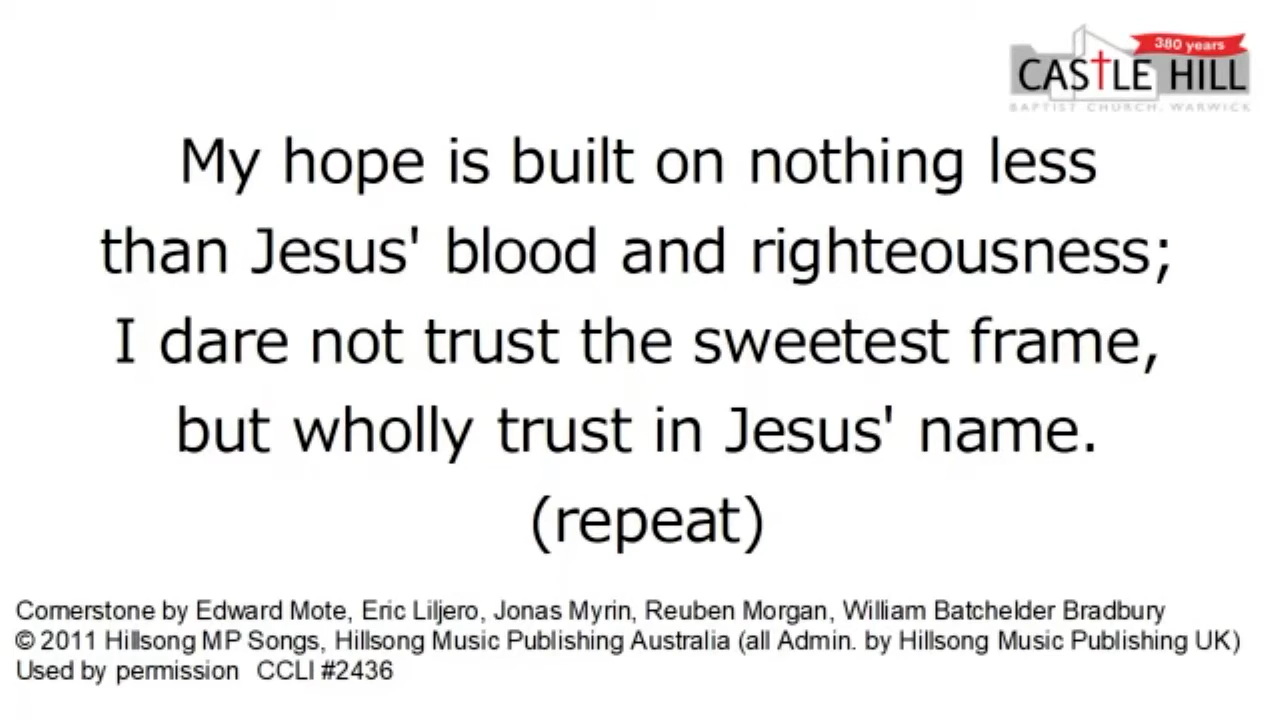 380 years
CASTLE HILL
BAPTIST CHURCH, WARWICK
My hope is built on nothing less
than Jesus' blood and righteousness;
I dare not trust the sweetest frame,
but wholly trust in Jesus' name.
(repeat)
Cornerstone by Edward Mote, Eric Liljero, Jonas Myrin, Reuben Morgan, William Batchelder Bradbury
© 2011 Hillsong MP Songs, Hillsong Music Publishing Australia (all Admin. by Hillsong Music Publishing UK)
Used by permission CCLI #2436